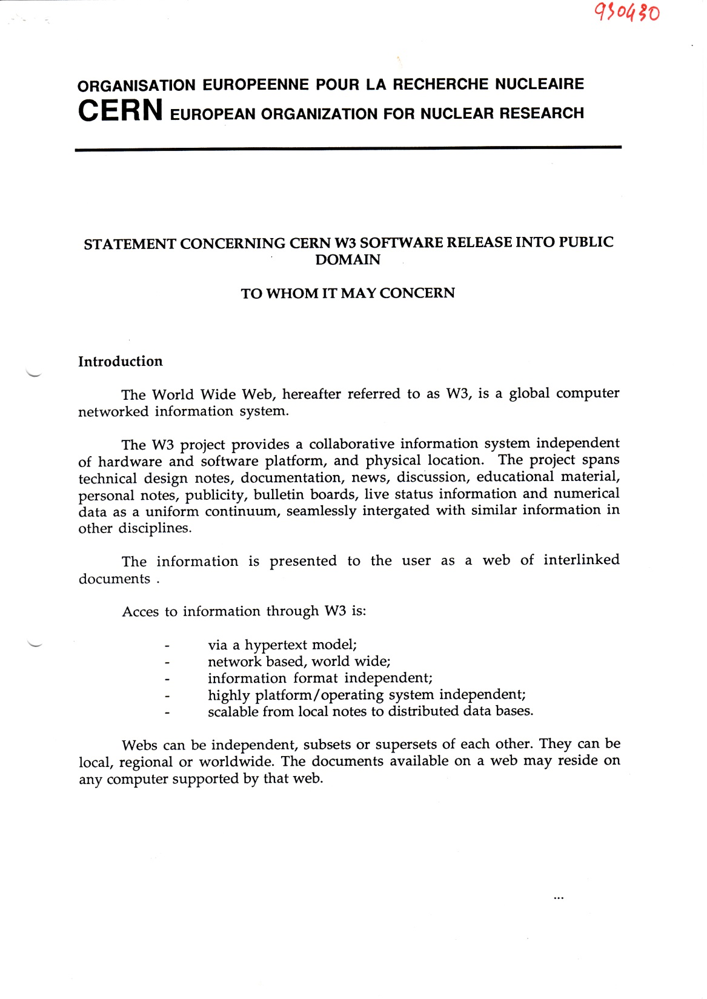 930430
ORGANISATION EUROPEENNE POUR LA RECHERCHE NUCLEAIRE
CERN EUROPEAN ORGANIZATION FOR NUCLEAR RESEARCH
STATEMENT CONCERNING CERN W3 SOFTWARE RELEASE INTO PUBLIC
DOMAIN
TO WHOM IT MAY CONCERN
Introduction
The World Wide Web, hereafter referred to as W3, is a global computer
networked information system.
The W3 project provides a collaborative information system independent
of hardware and software platform, and physical location. The project spans
technical design notes, documentation, news, discussion, educational material,
personal notes, publicity, bulletin boards, live status information and numerical
data as a uniform continuum, seamlessly intergated with similar information in
other disciplines.
The information is presented to the user as a web of interlinked
documents .
Acces to information through W3 is:
- via a hypertext model;
- network based, world wide;
- information format independent;
- highly platform/operating system independent;
- scalable from local notes to distributed data bases.
Webs can be independent, subsets or supersets of each other. They can be
local, regional or worldwide. The documents available on a web may reside on
any computer supported by that web.
...